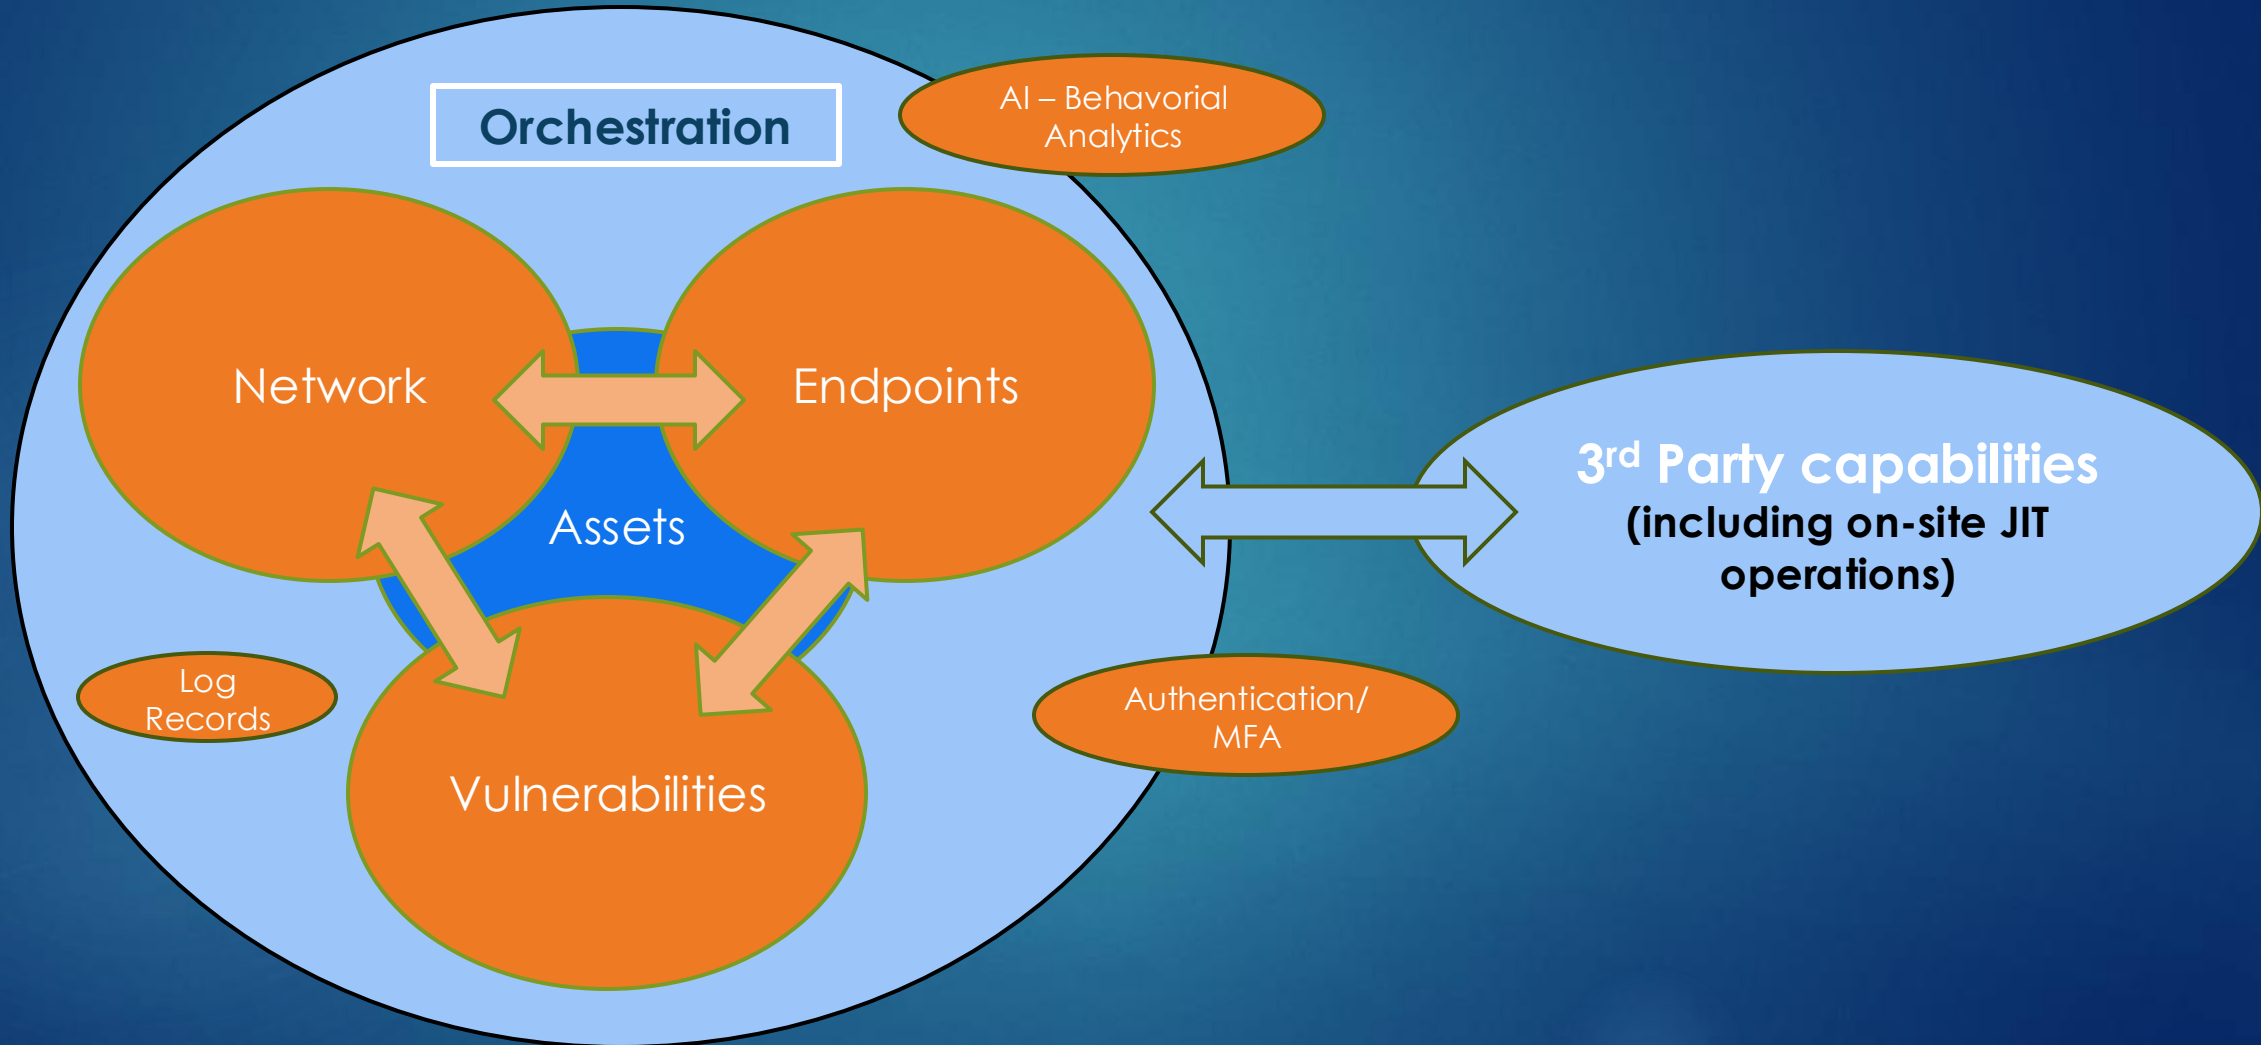 Orchestration
AI – Behavorial
Analytics
Network
Endpoints
Assets
3rd Party capabilities
(including on-site JIT
operations)
Log
Records
Authentication/
MFA
Vulnerabilities